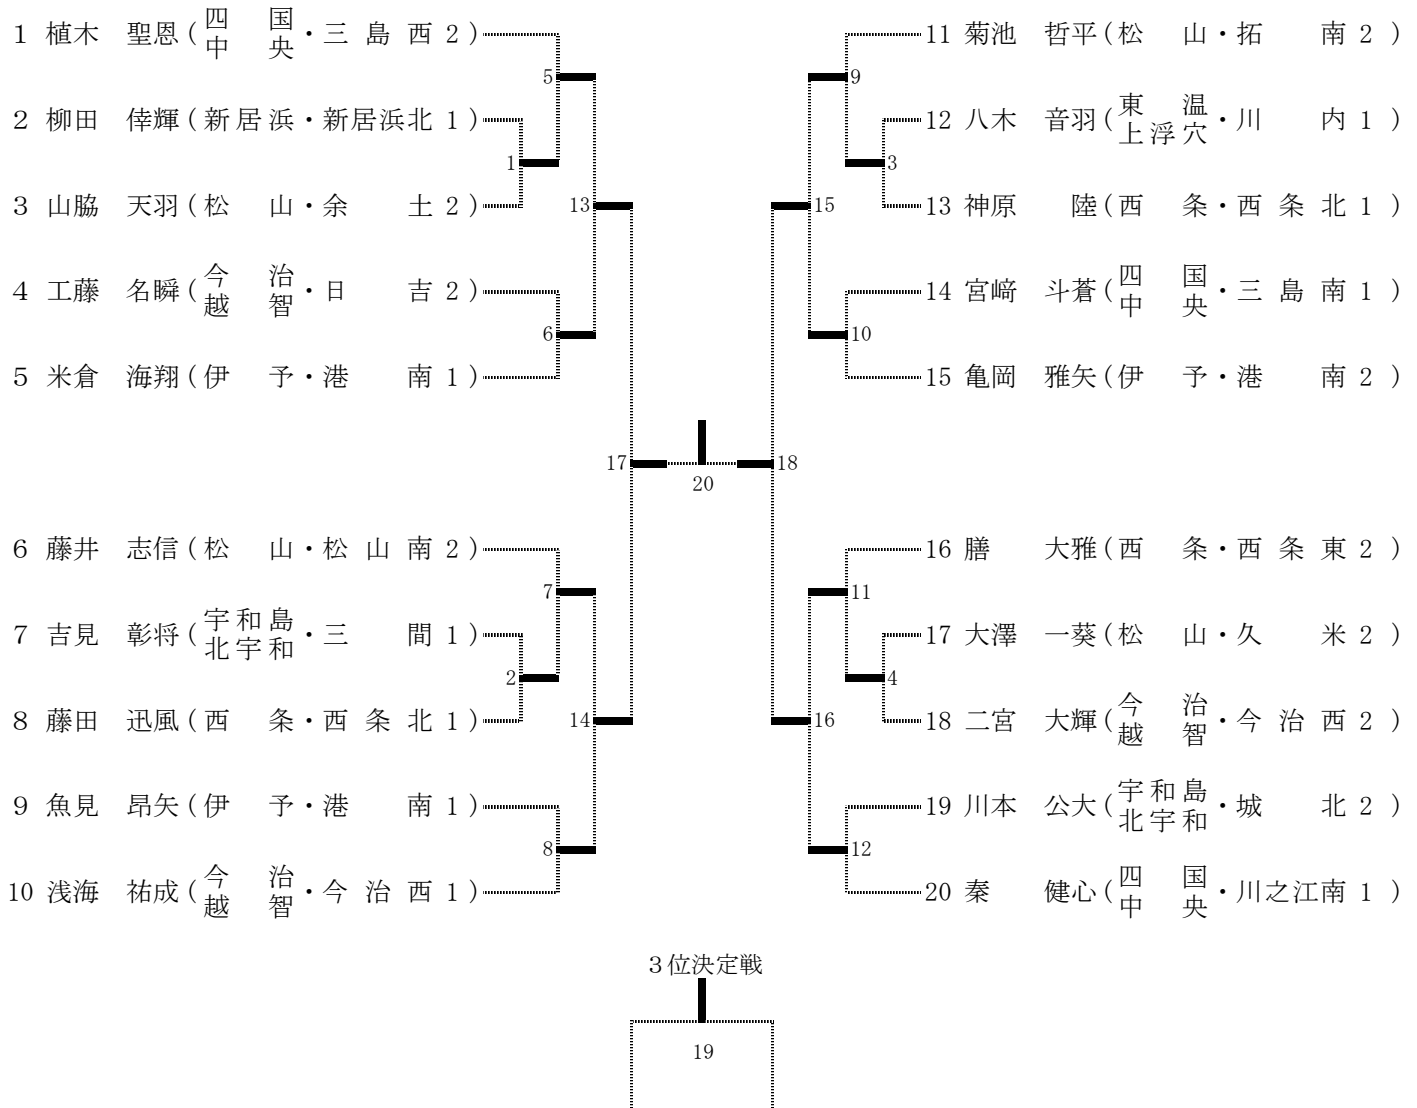 1 植木 聖恩 (四国中央・三島西 2)
2 柳田 倖輝 (新居浜・新居浜北 1)
3 山脇 天羽 (松山・余土 2)
4 工藤 名瞬 (今治越智・日吉 2)
5 米倉 海翔 (伊予・港南 1)
6 藤井 志信 (松山・松山南 2)
7 吉見 彰将 (宇和島北宇和・三間 1)
8 藤田 迅風 (西条・西条北 1)
9 魚見 昂矢 (伊予・港南 1)
10 浅海 祐成 (今治越智・今治西 1)
5
1
13
6
17
7
2
14
8
20
11 菊池 哲平 (松山・拓南 2)
12 八木 音羽 (東温上浮穴・川内 1)
13 神原 陸 (西条・西条北 1)
14 宮﨑 斗蒼 (四国中央・三島南 1)
15 亀岡 雅矢 (伊予・港南 2)
16 膳 大雅 (西条・西条東 2)
17 大澤 一葵 (松山・久米 2)
18 二宮 大輝 (今治越智・今治西 2)
19 川本 公大 (宇和島北宇和・城北 2)
20 秦 健心 (四国中央・川之江南 1)
9
3
15
10
18
11
4
16
12
3位決定戦
19